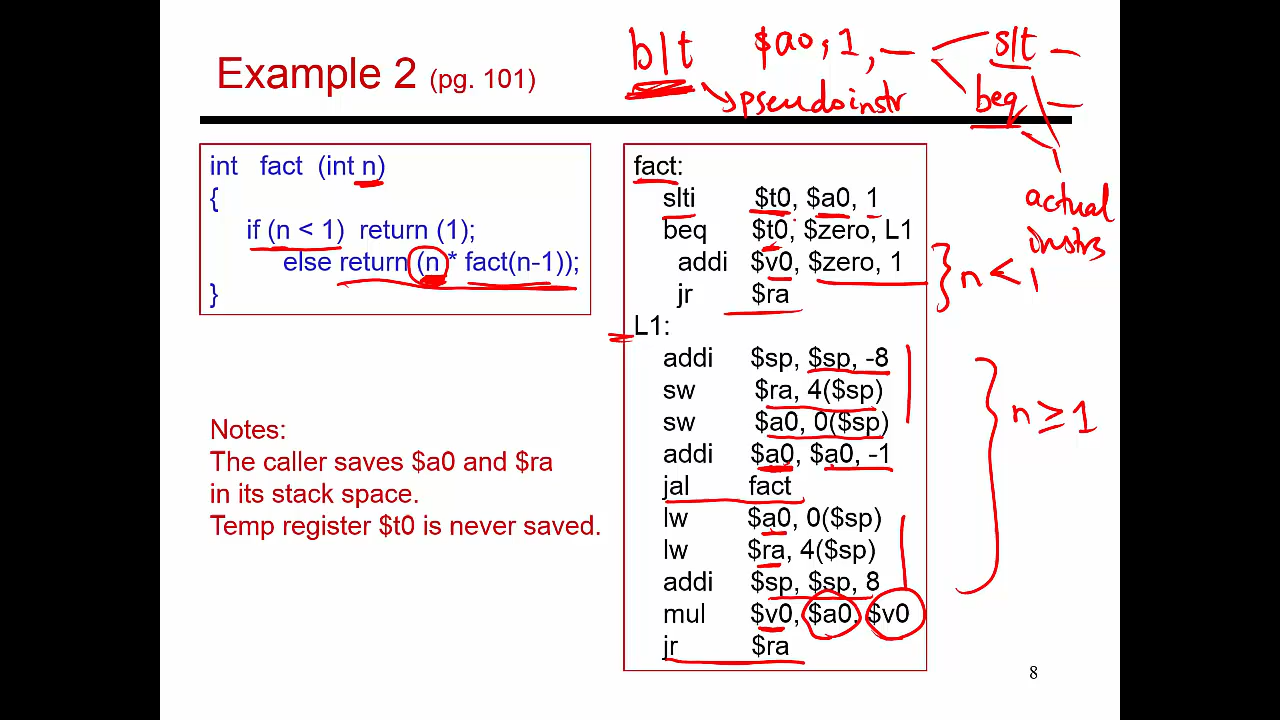 Example 2 (pg. 101)
blt $a0, 1, —
slt —
beq —
pseudoinstr
actual
instrs
int fact (int n)
{
if (n < 1) return (1);
else return (n * fact(n-1));
}
Notes:
The caller saves $a0 and $ra
in its stack space.
Temp register $t0 is never saved.
fact:
slti $t0, $a0, 1
beq $t0, $zero, L1
addi $v0, $zero, 1
jr $ra
L1:
addi $sp, $sp, -8
sw $ra, 4($sp)
sw $a0, 0($sp)
addi $a0, $a0, -1
jal fact
lw $a0, 0($sp)
lw $ra, 4($sp)
addi $sp, $sp, 8
mul $v0, $a0, $v0
jr $ra
n < 1
n ≥ 1
8